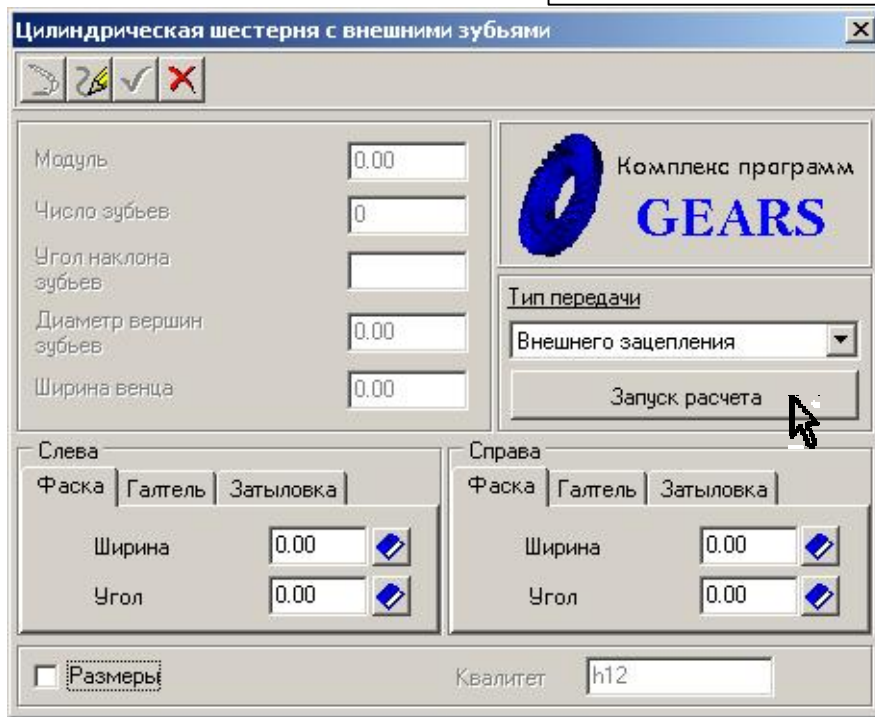 Цилиндрическая шестерня с внешними зубьями
Модуль 0.00
Число зубьев 0
Угол наклона
зубьев
Диаметр вершин
зубьев 0.00
Ширина венца 0.00
Комплекс программ
GEARS
Тип передачи
Внешнего зацепления
Запуск расчета
Слева
Фаска Галтель Затыловка
Ширина 0.00
Угол 0.00
Справа
Фаска Галтель Затыловка
Ширина 0.00
Угол 0.00
Размеры
Квалитет h12